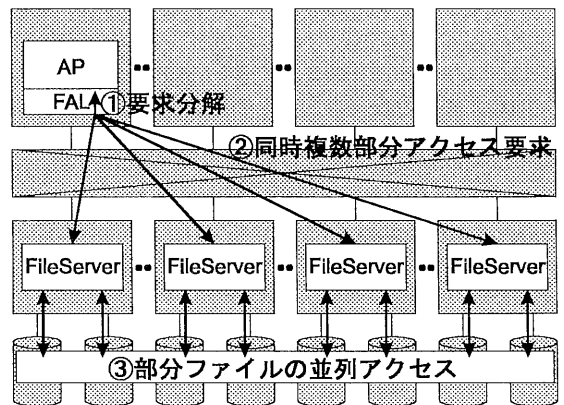 AP
FAL
①要求分解
②同時複数部分アクセス要求
FileServer
FileServer
FileServer
FileServer
③部分ファイルの並列アクセス